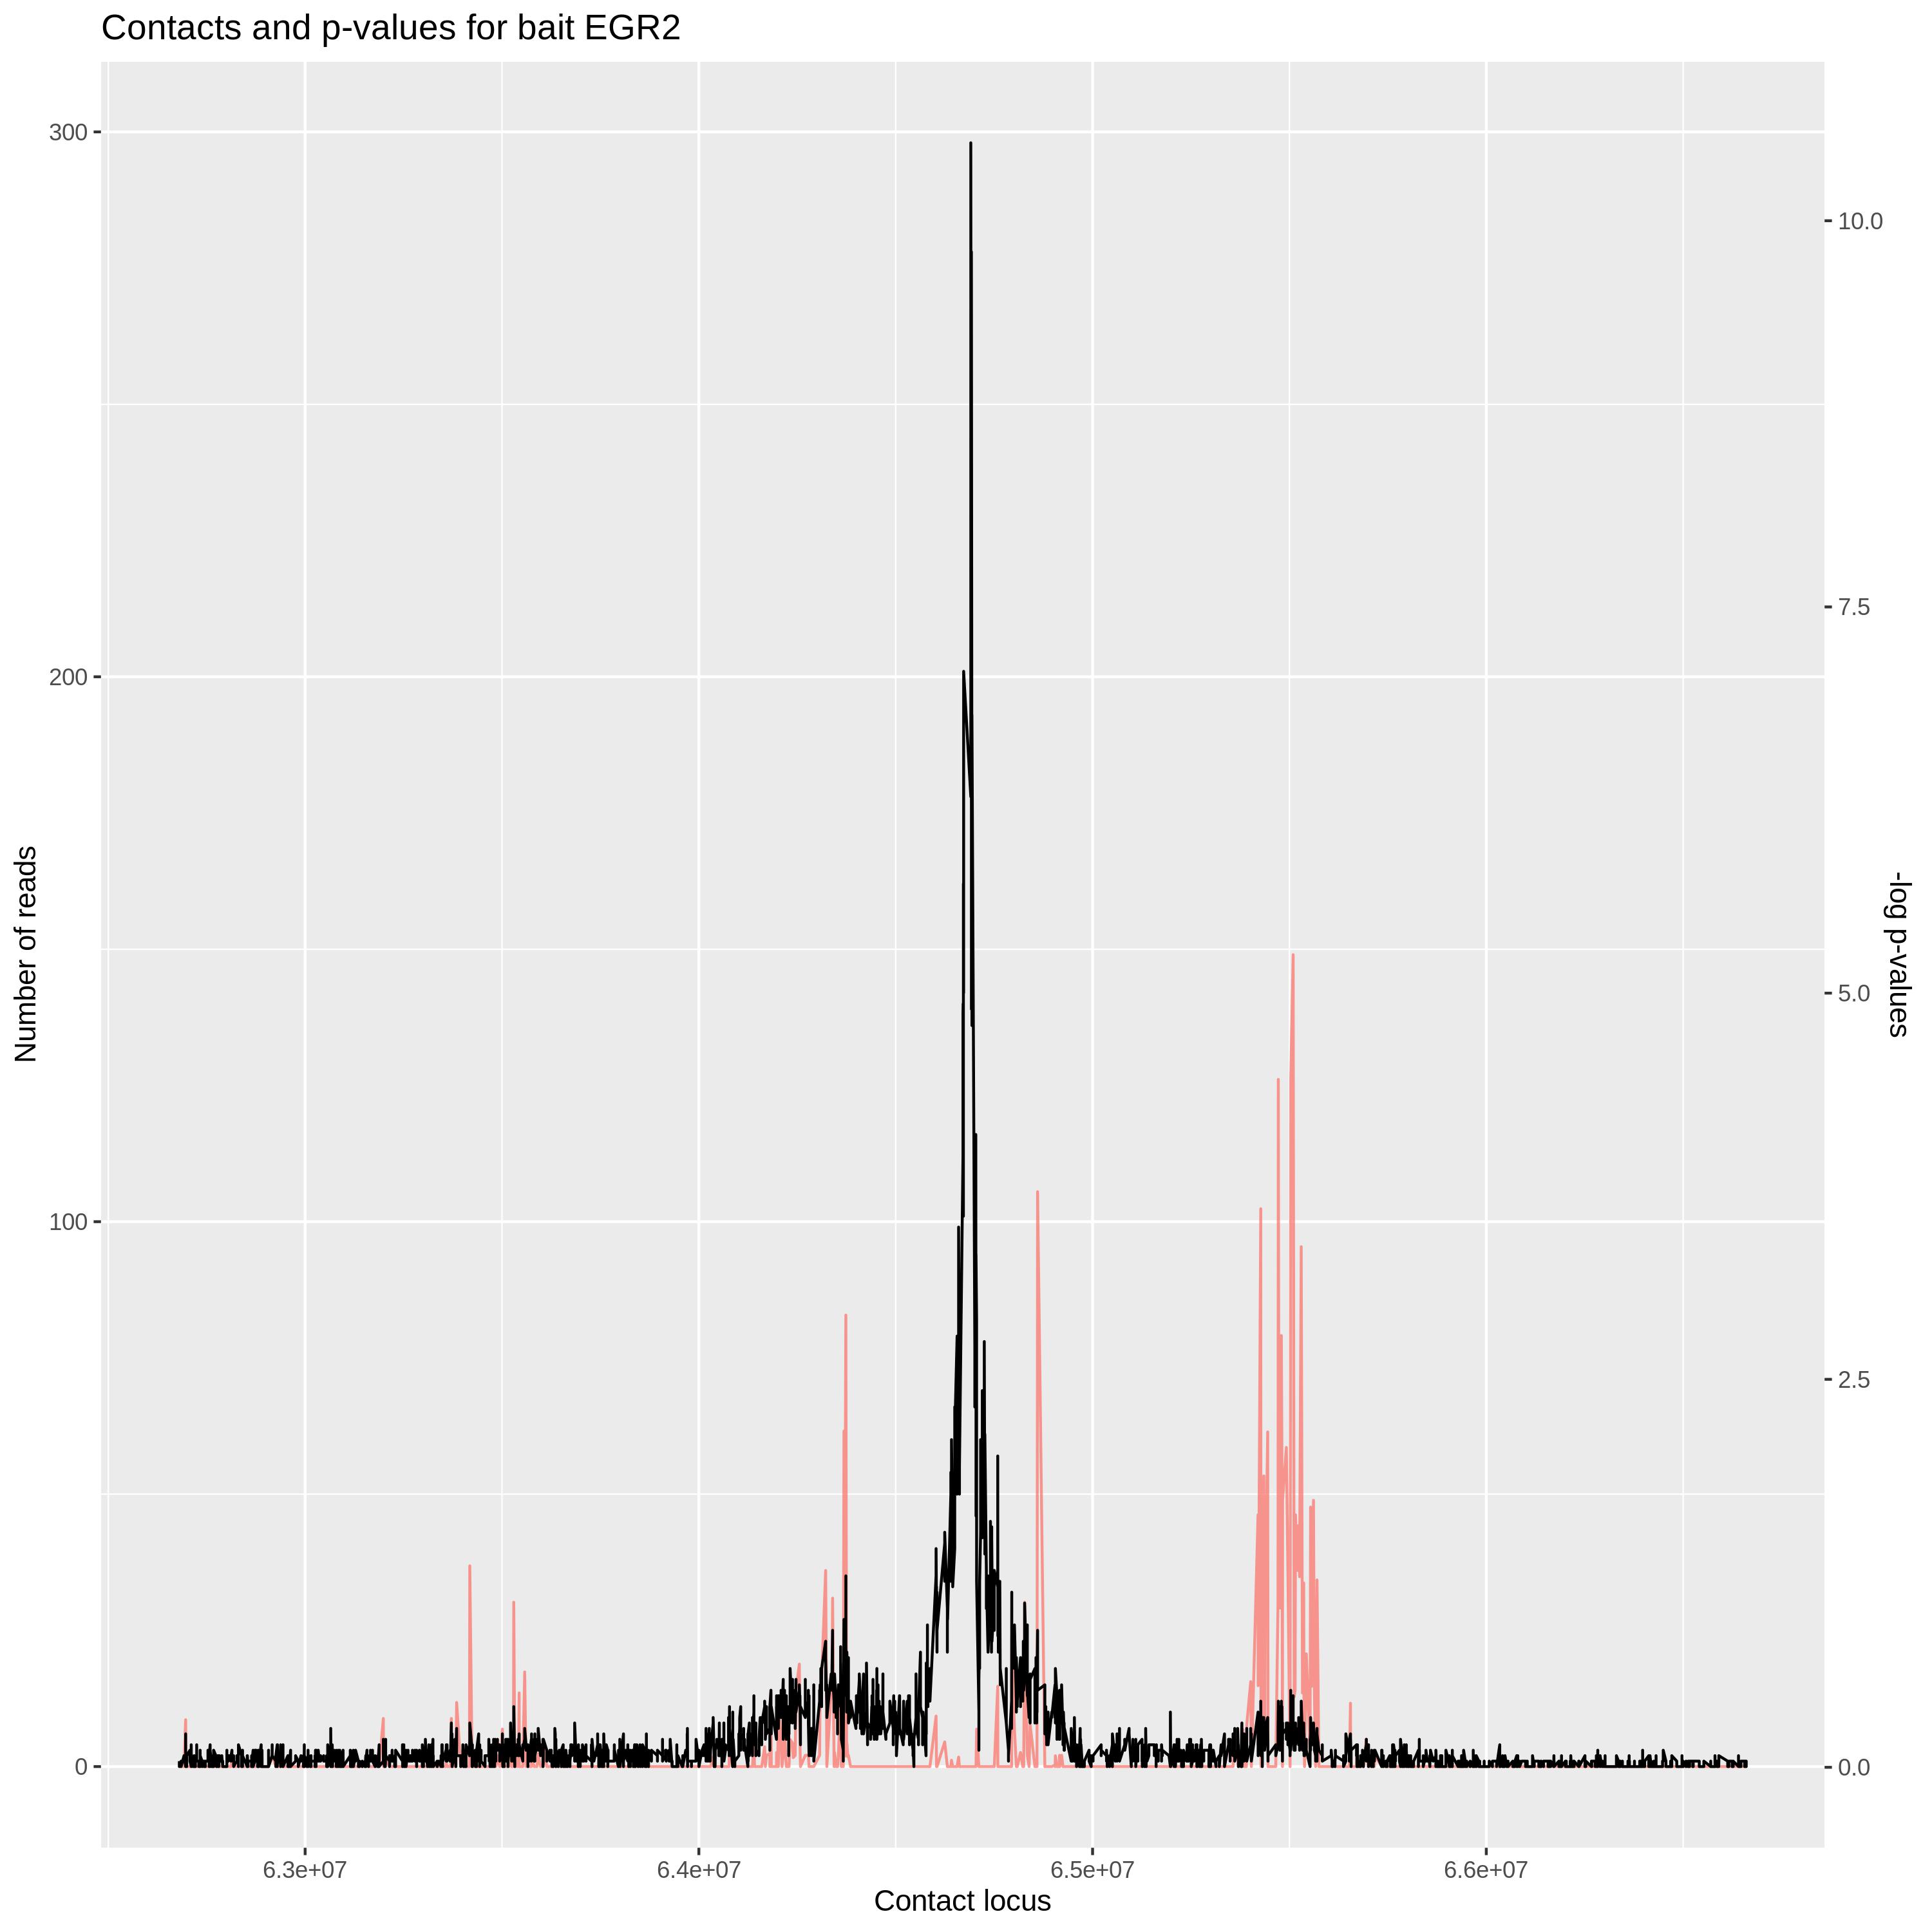 Contacts and p-values for bait EGR2
300
200
100
0
Number of reads
10.0
7.5
5.0
2.5
0.0
-log p-values
6.3e+07
6.4e+07
6.5e+07
6.6e+07
Contact locus